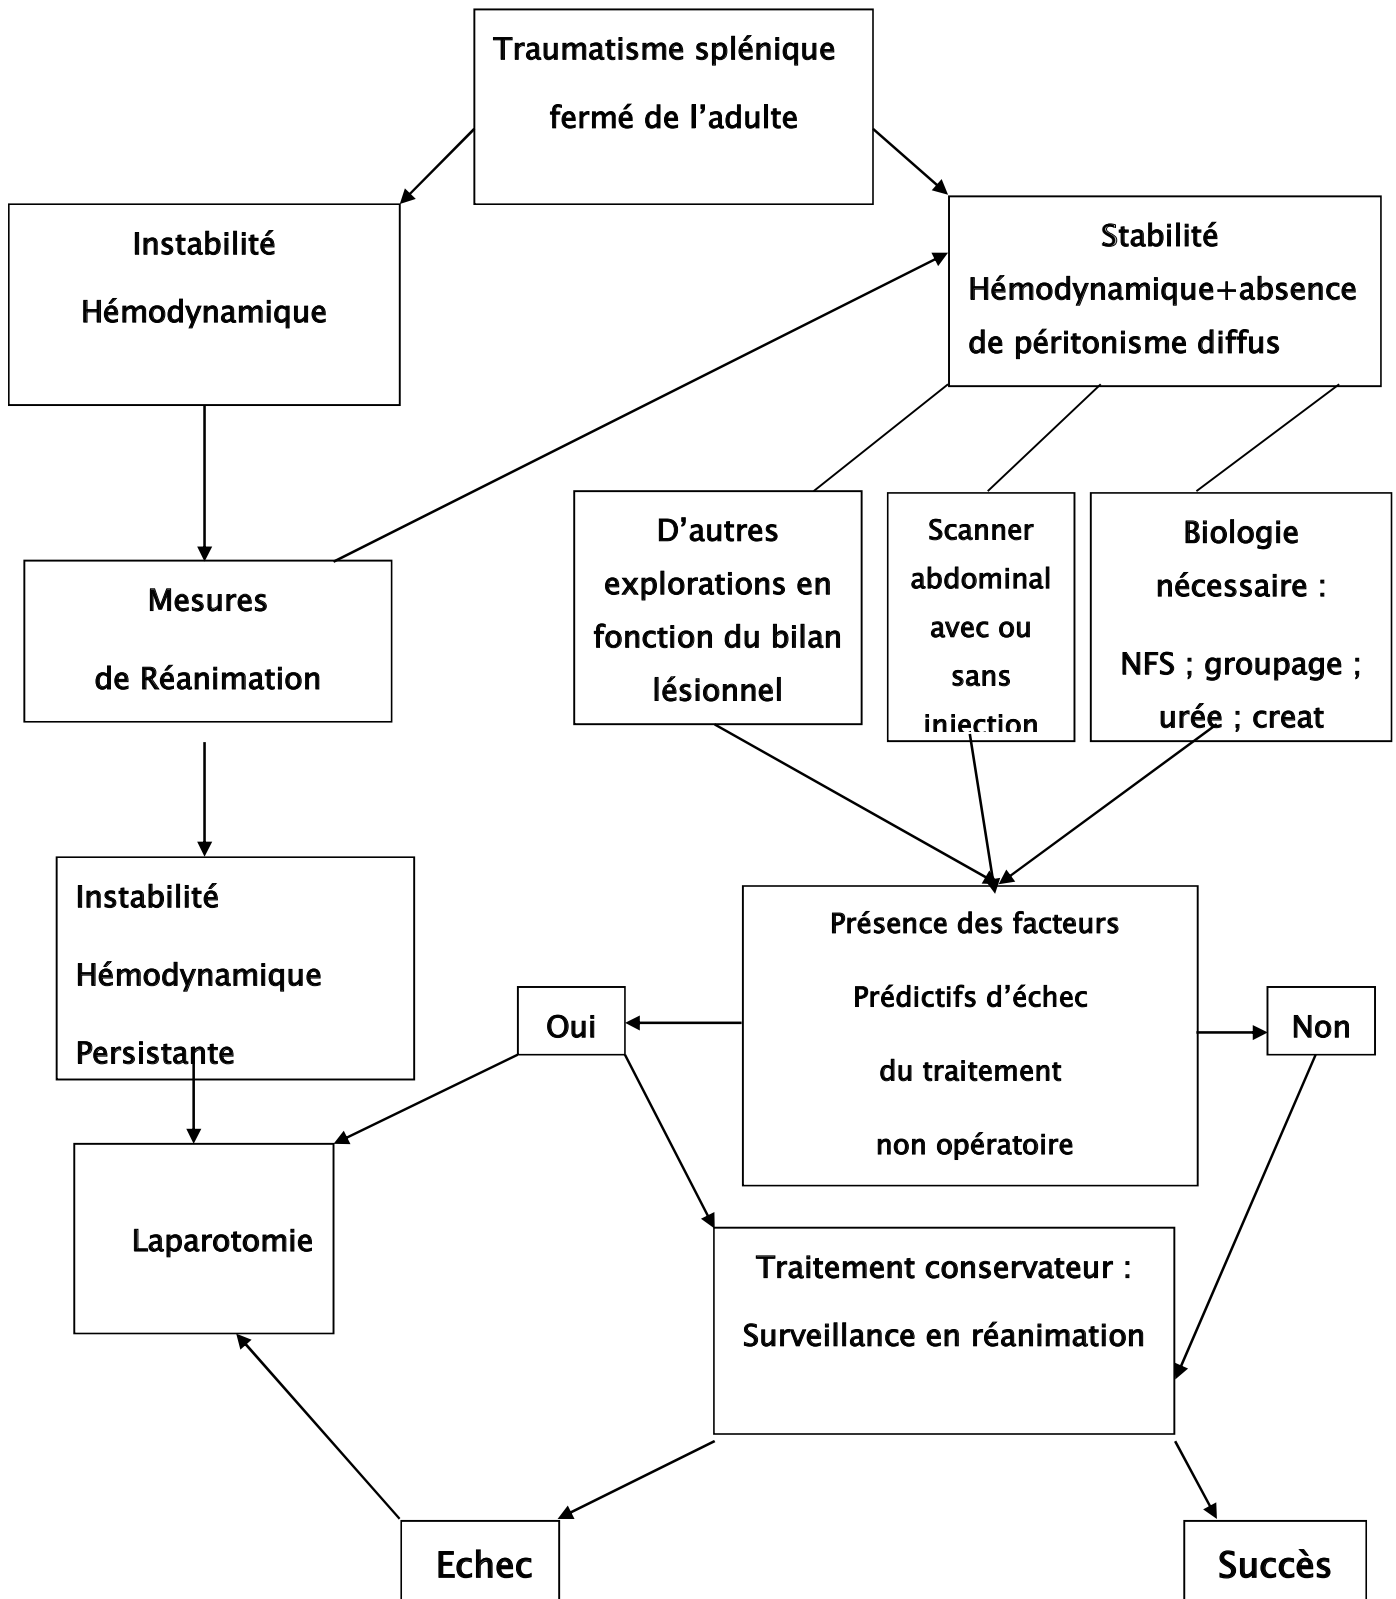 Traumatisme splénique
fermé de l'adulte
Instabilité
Hémodynamique
Stabilité
Hémodynamique+absence
de péritonisme diffus
Mesures
de Réanimation
D'autres
explorations en
fonction du bilan
lésionnel
Scanner
abdominal
avec ou
sans
injection
Biologie
nécessaire :
NFS ; groupage ;
urée ; creat
Instabilité
Hémodynamique
Persistante
Présence des facteurs
Prédictifs d'échec
du traitement
non opératoire
Oui
Non
Laparotomie
Traitement conservateur :
Surveillance en réanimation
Echec
Succès